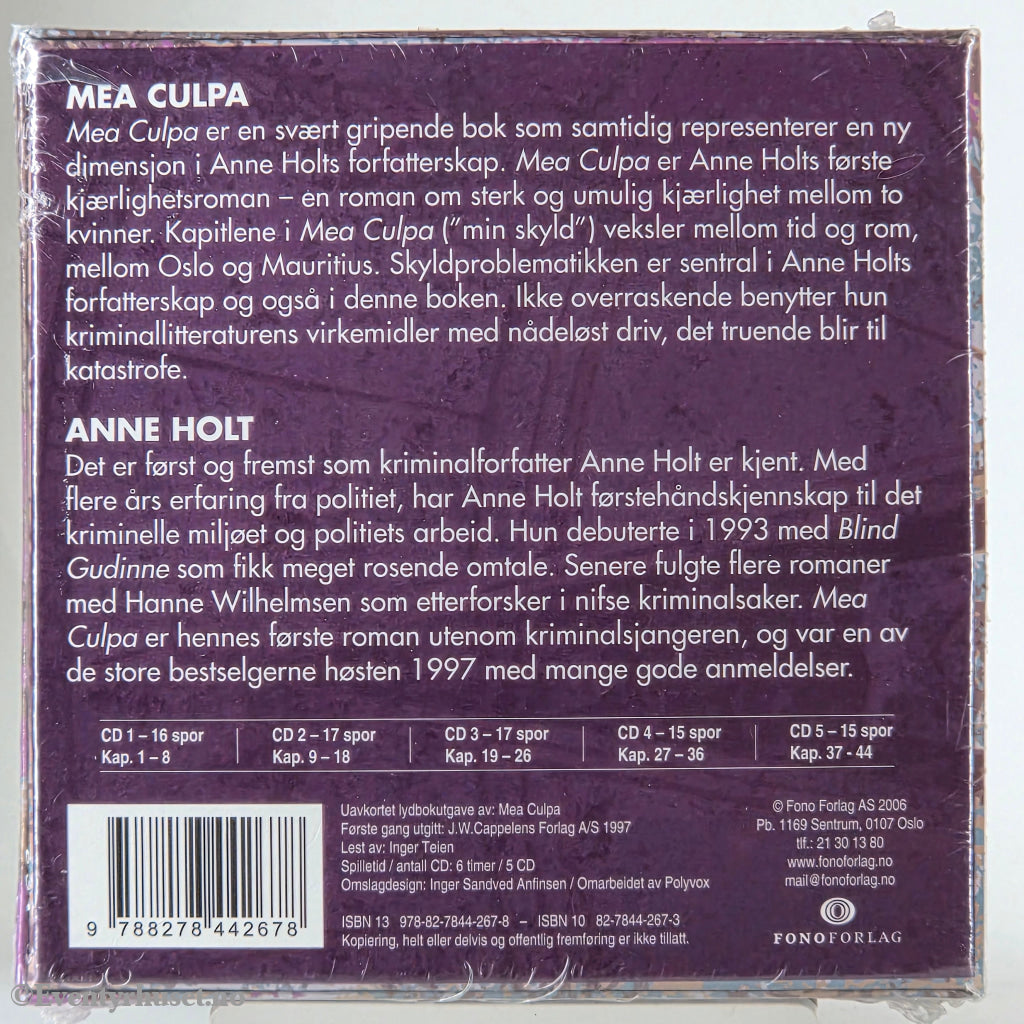 MEA CULPA
Mea Culpa er en svært gripende bok som samtidig representerer en ny
dimensjon i Anne Holts forfatterskap. Mea Culpa er Anne Holts første
kjærlighetsroman – en roman om sterk og umulig kjærlighet mellom to
kvinner. Kapitlene i Mea Culpa (”min skyld”) veksler mellom tid og rom,
mellom Oslo og Mauritius. Skyldproblematikken er sentral i Anne Holts
forfatterskap og også i denne boken. Ikke overraskende benytter hun
kriminallitteraturens virkemidler med nådeløst driv, det truende blir til
katastrofe.
ANNE HOLT
Det er først og fremst som kriminalforfatter Anne Holt er kjent. Med
flere års erfaring fra politiet, har Anne Holt førstehåndskjennskap til det
kriminelle miljøet og politiets arbeid. Hun debuterte i 1993 med Blind
Gudinne som fikk meget rosende omtale. Senere fulgte flere romaner
med Hanne Wilhelmsen som etterforsker i nifse kriminalsaker. Mea
Culpa er hennes første roman utenom kriminalsjangeren, og var en av
de store bestselgerne høsten 1997 med mange gode anmeldelser.
CD 1 – 16 spor
Kap. 1 – 8
CD 2 – 17 spor
Kap. 9 – 18
CD 3 – 17 spor
Kap. 19 – 26
CD 4 – 15 spor
Kap. 27 – 36
CD 5 – 15 spor
Kap. 37 - 44
9 788278 442678
Uavkortet lydbokutgave av: Mea Culpa
Første gang utgitt: J.W.Cappelens Forlag A/S 1997
Lest av: Inger Teien
Spilletid / antall CD: 6 timer / 5 CD
Omslagdesign: Inger Sandved Anfinsen / Omarbeidet av Polyvox
ISBN 13 978-82-7844-267-8 – ISBN 10 82-7844-267-3
Kopiering, helt eller delvis og offentlig fremføring er ikke tillatt.
© Fono Forlag AS 2006
Pb. 1169 Sentrum, 0107 Oslo
tlf.: 21 30 13 80
www.fonoforlag.no
mail@fonoforlag.no
FONOFORLAG
©Eventyrhuset.no